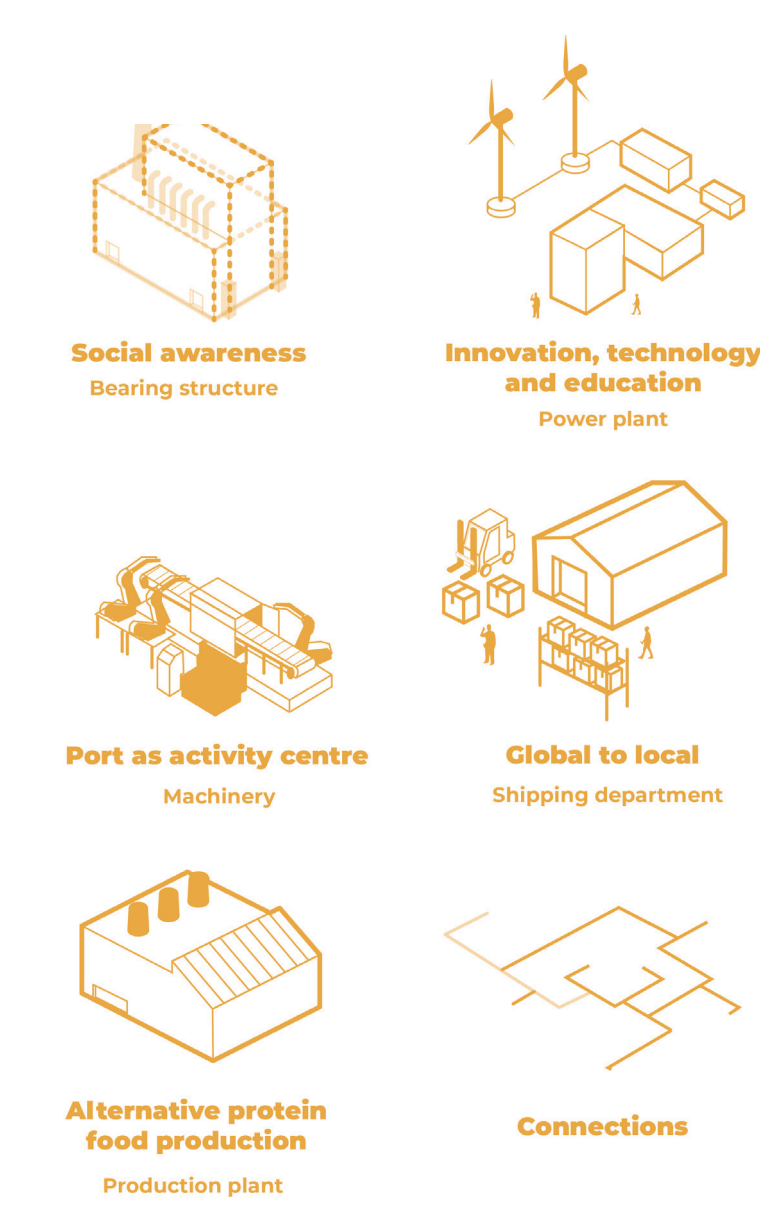 Social awareness
Bearing structure
Innovation, technology
and education
Power plant
Port as activity centre
Machinery
Global to local
Shipping department
Alternative protein
food production
Production plant
Connections